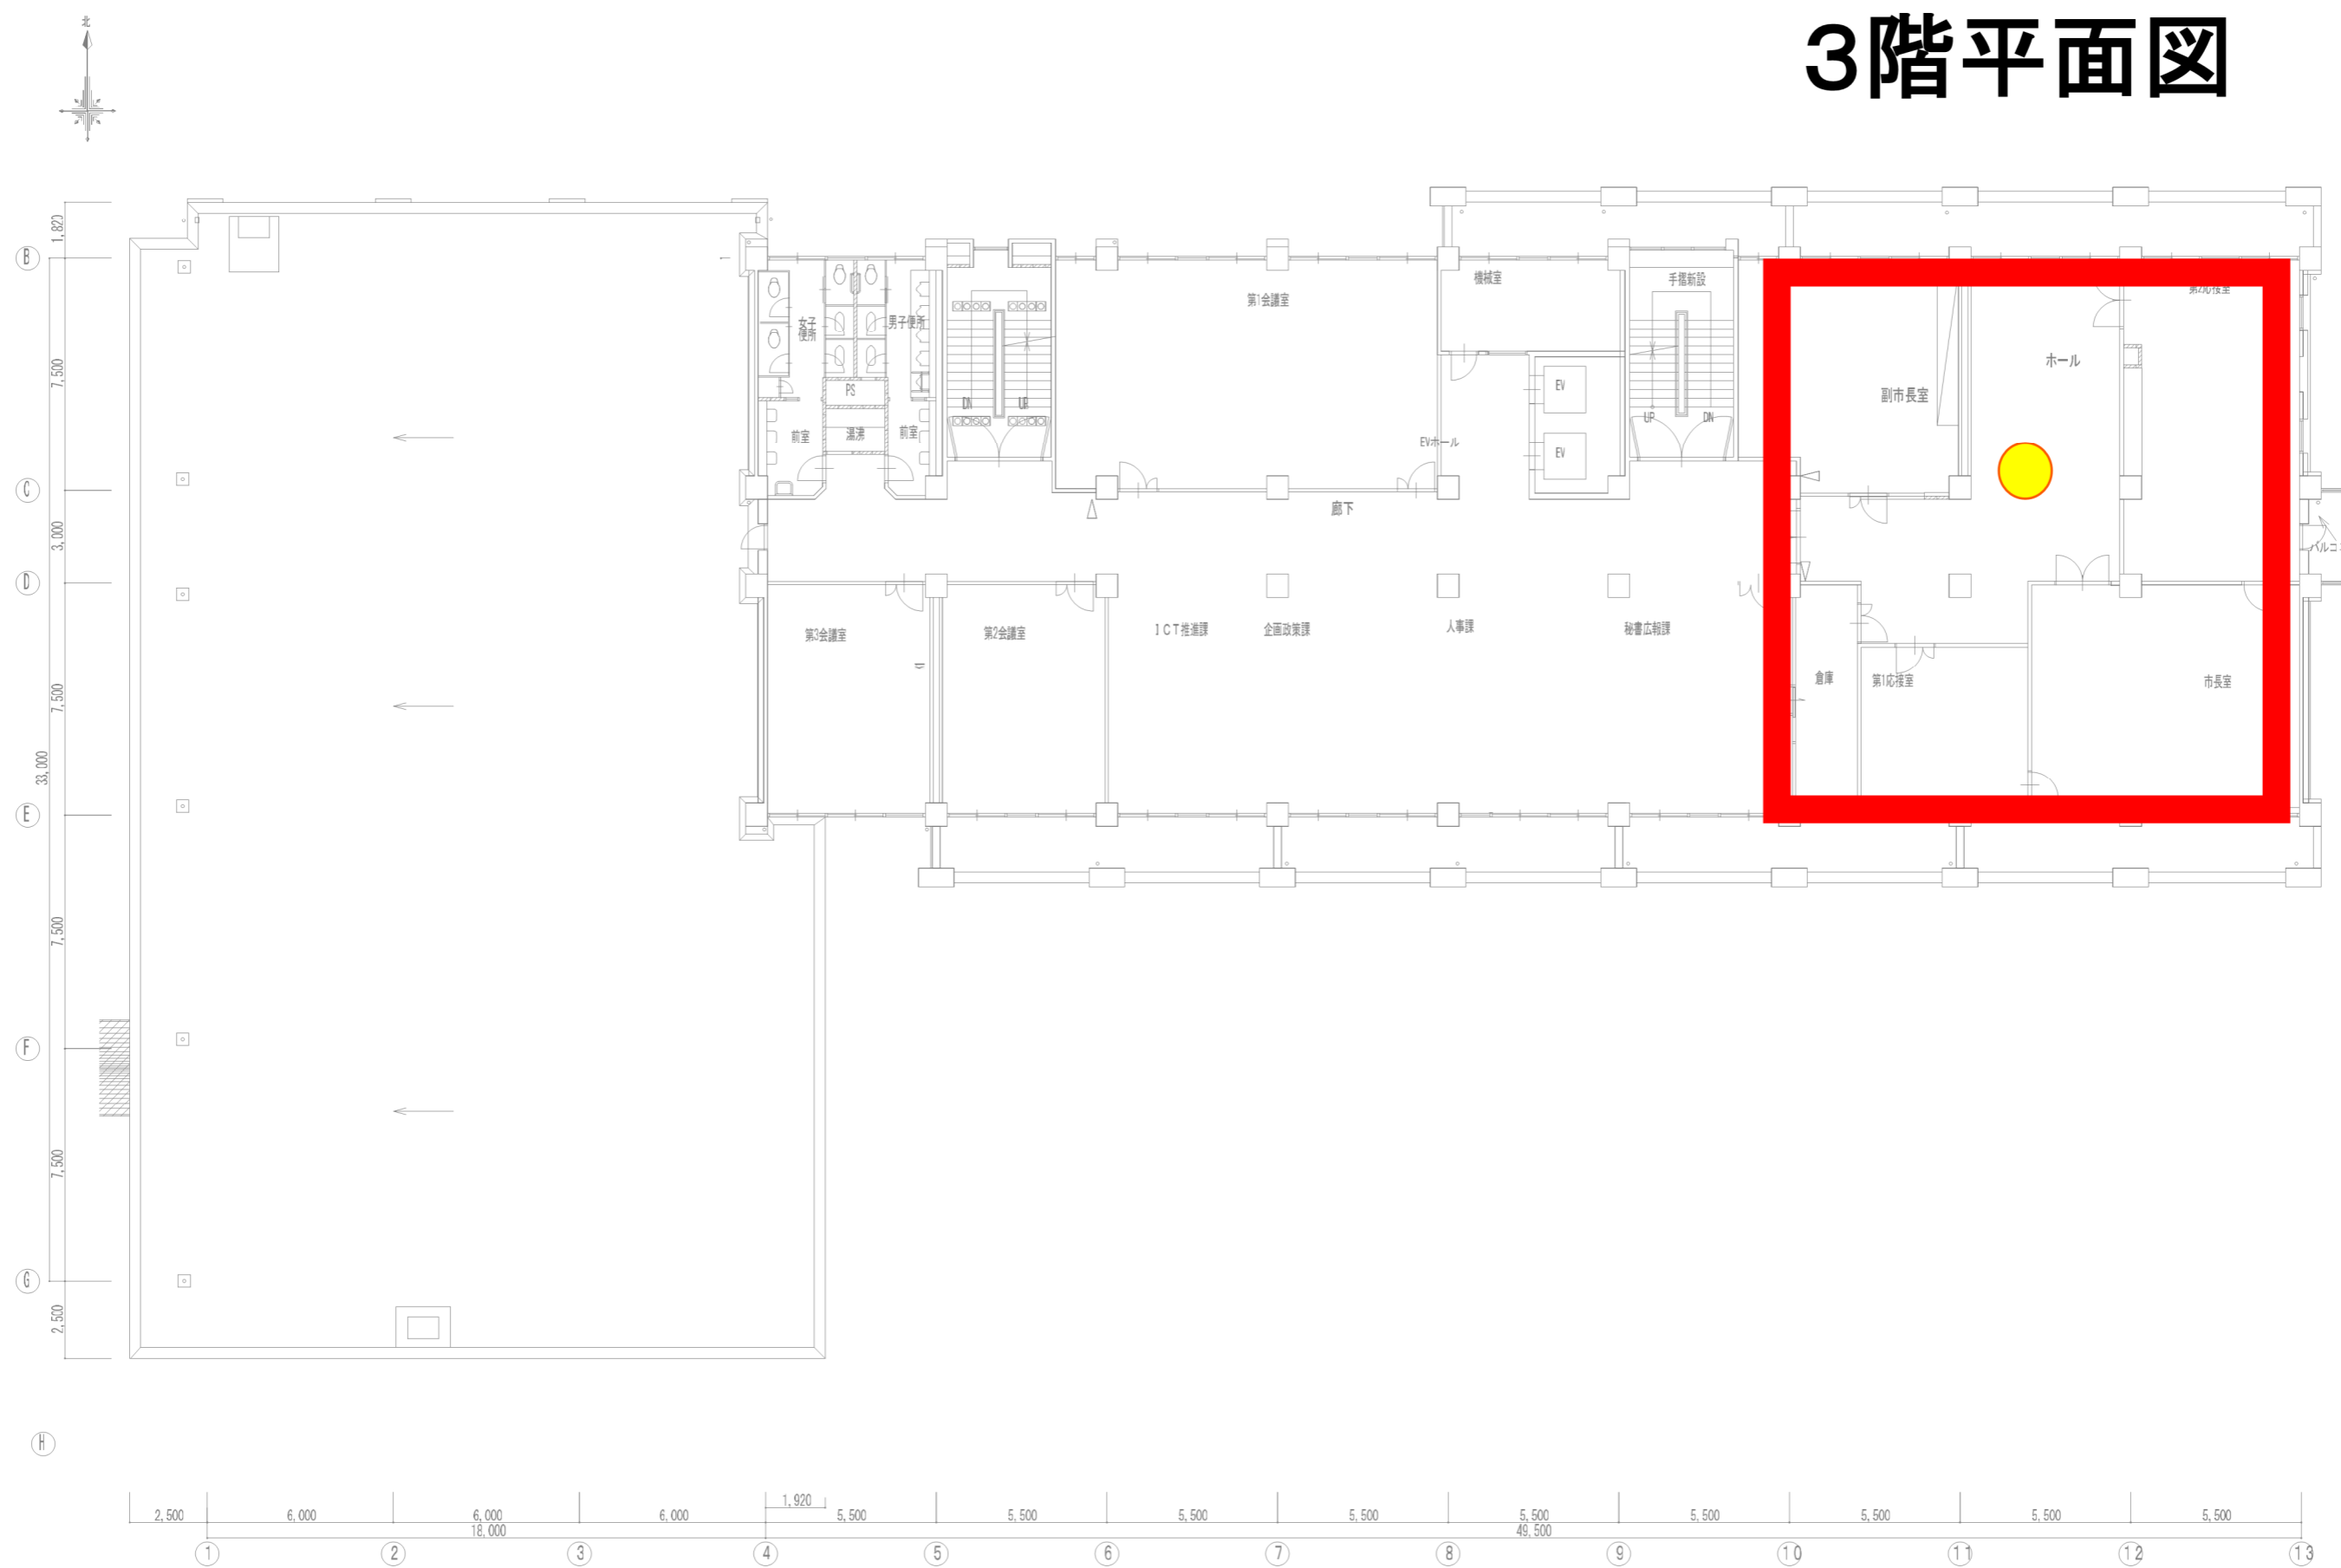 3階平面図
北
1,820
B
7,500
C
3,000
D
7,500
33,000
E
7,500
F
7,500
G
2,500
H
女子
便所
男子便所
PS
前室
湯沸
前室
DN
UP
第1会議室
機械室
手摺新設
EV
EV
EVホール
UP
DN
副市長室
ホール
第2応接室
廊下
バルコ
第3会議室
第2会議室
ICT推進課
企画政策課
人事課
秘書広報課
倉庫
第1応接室
市長室
2,500
6,000
6,000
6,000
1,920
5,500
5,500
5,500
5,500
5,500
5,500
5,500
5,500
5,500
18,000
49,500
1
2
3
4
5
6
7
8
9
10
11
12
13